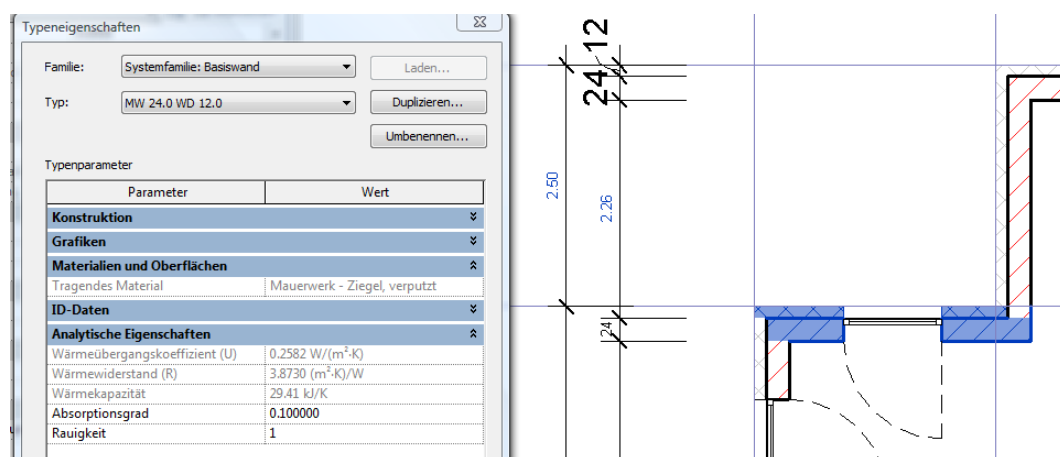 Typeneigenschaften
Familie: Systemfamilie: Basiswand Laden...
Typ: MW 24.0 WD 12.0 Duplizieren...
Umbenennen...
Typenparameter
Parameter Wert
Konstruktion
Grafiken
Materialien und Oberflächen
Tragendes Material Mauerwerk - Ziegel, verputzt
ID-Daten
Analytische Eigenschaften
Wärmeübergangskoeffizient (U) 0.2582 W/(m²·K)
Wärmewiderstand (R) 3.8730 (m²·K)/W
Wärmekapazität 29.41 kJ/K
Absorptionsgrad 0.100000
Rauigkeit 1
12
24
2.50
2.26
24